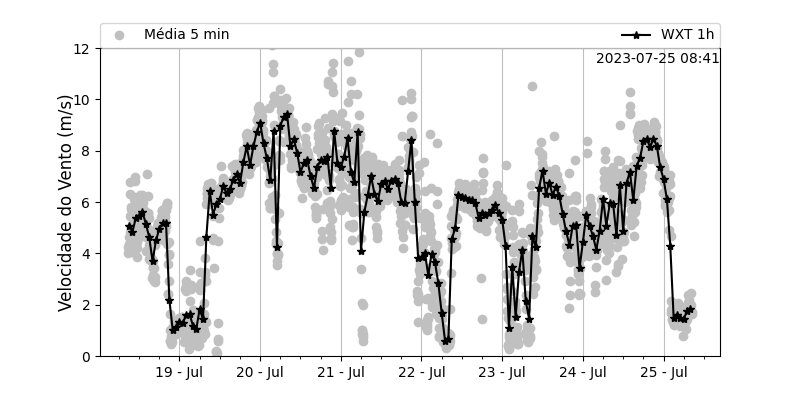 Média 5 min
WXT 1h
2023-07-25 08:41
Velocidade do Vento (m/s)
12
10
8
6
4
2
0
19 - Jul
20 - Jul
21 - Jul
22 - Jul
23 - Jul
24 - Jul
25 - Jul